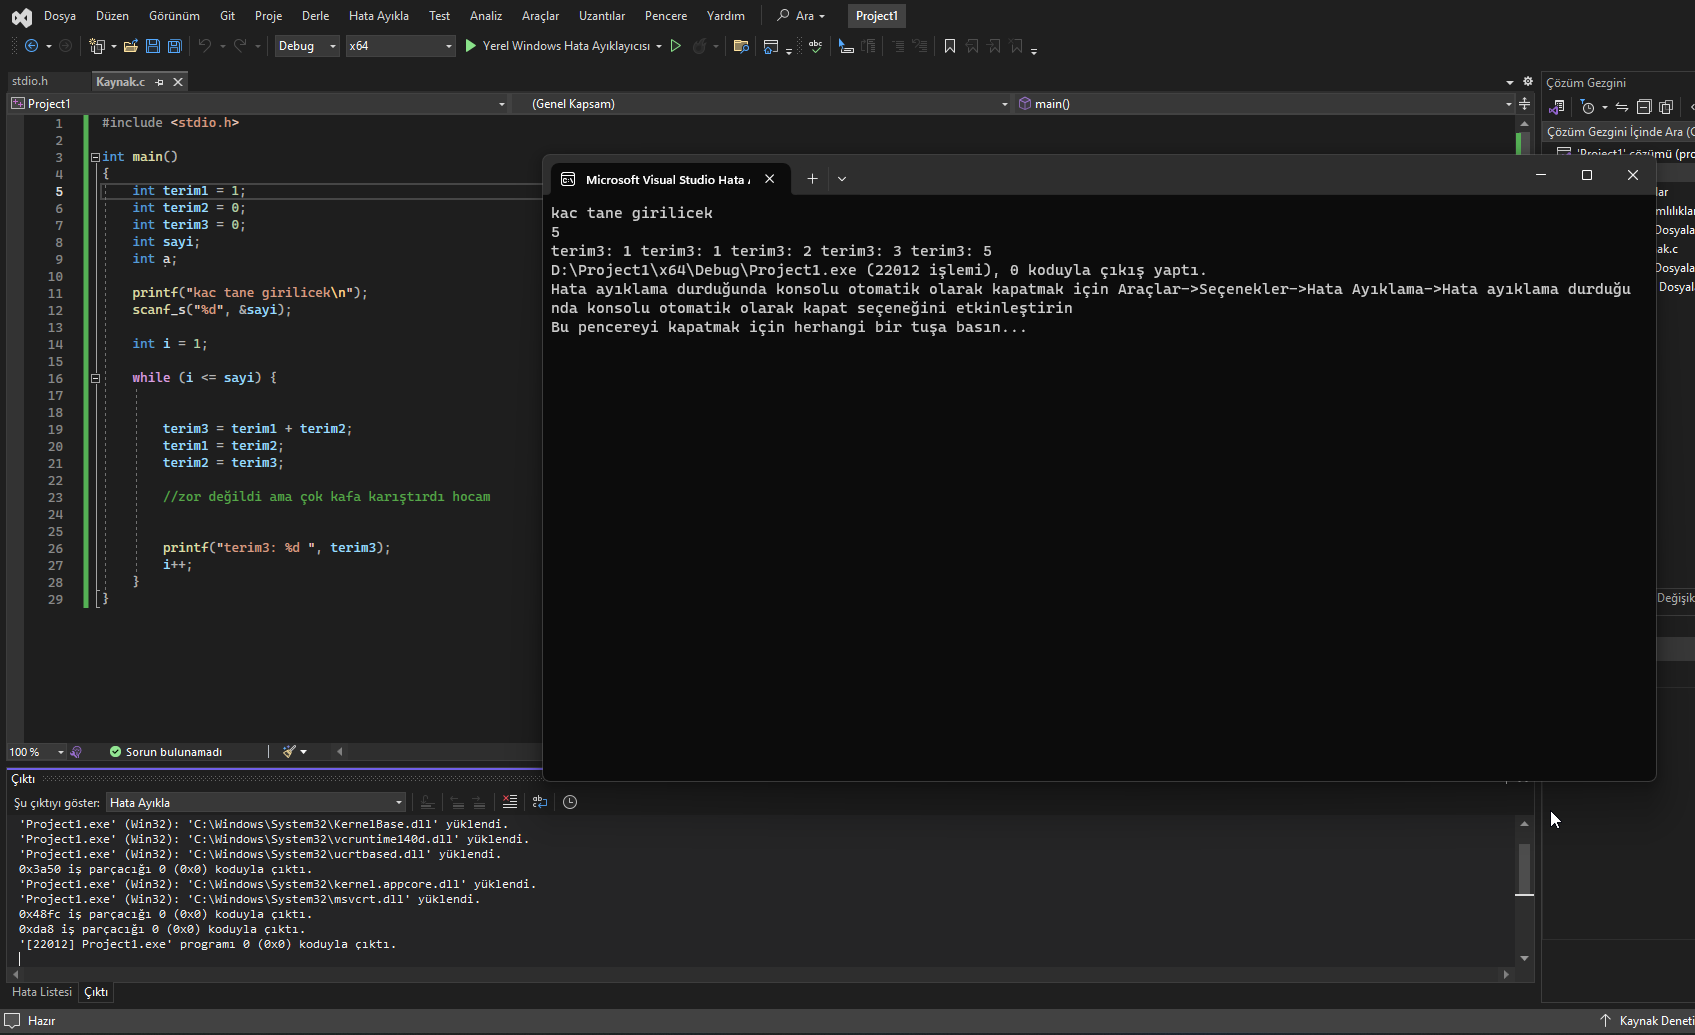 Dosya Düzen Görünüm Git Proje Derle Hata Ayıkla Test Analiz Araçlar Uzantılar Pencere Yardım Ara Project1
Debug x64 Yerel Windows Hata Ayıklayıcısı
stdio.h Kaynak.c
Project1 (Genel Kapsam) main()
1 #include <stdio.h>
2
3 int main()
4 {
5 int terim1 = 1;
6 int terim2 = 0;
7 int terim3 = 0;
8 int sayi;
9 int a;
10
11 printf("kac tane girilicek\n");
12 scanf_s("%d", &sayi);
13
14 int i = 1;
15
16 while (i <= sayi) {
17
18
19 terim3 = terim1 + terim2;
20 terim1 = terim2;
21 terim2 = terim3;
22
23 //zor değildi ama çok kafa karıştırdı hocam
24
25
26 printf("terim3: %d ", terim3);
27 i++;
28 }
29 }
100 % Sorun bulunamadı
Microsoft Visual Studio Hata
kac tane girilicek
5
terim3: 1 terim3: 1 terim3: 2 terim3: 3 terim3: 5
D:\Project1\x64\Debug\Project1.exe (22012 işlemi), 0 koduyla çıkış yaptı.
Hata ayıklama durduğunda konsolu otomatik olarak kapatmak için Araçlar->Seçenekler->Hata Ayıklama->Hata ayıklama durduğu
nda konsolu otomatik olarak kapat seçeneğini etkinleştirin
Bu pencereyi kapatmak için herhangi bir tuşa basın...
Çözüm Gezgini
Çözüm Gezgini İçinde Ara (C
'Project1' çözümü (pro
lar
ımlılıklar
Dosyala
ak.c
Dosyala
Dosyal
Değişik
Çıktı
Şu çıktıyı göster: Hata Ayıkla
'Project1.exe' (Win32): 'C:\Windows\System32\KernelBase.dll' yüklendi.
'Project1.exe' (Win32): 'C:\Windows\System32\vcruntime140d.dll' yüklendi.
'Project1.exe' (Win32): 'C:\Windows\System32\ucrtbased.dll' yüklendi.
0x3a50 iş parçacığı 0 (0x0) koduyla çıktı.
'Project1.exe' (Win32): 'C:\Windows\System32\kernel.appcore.dll' yüklendi.
'Project1.exe' (Win32): 'C:\Windows\System32\msvcrt.dll' yüklendi.
0x48fc iş parçacığı 0 (0x0) koduyla çıktı.
0xda8 iş parçacığı 0 (0x0) koduyla çıktı.
'[22012] Project1.exe' programı 0 (0x0) koduyla çıktı.
Hata Listesi Çıktı
Hazır Kaynak Deneti